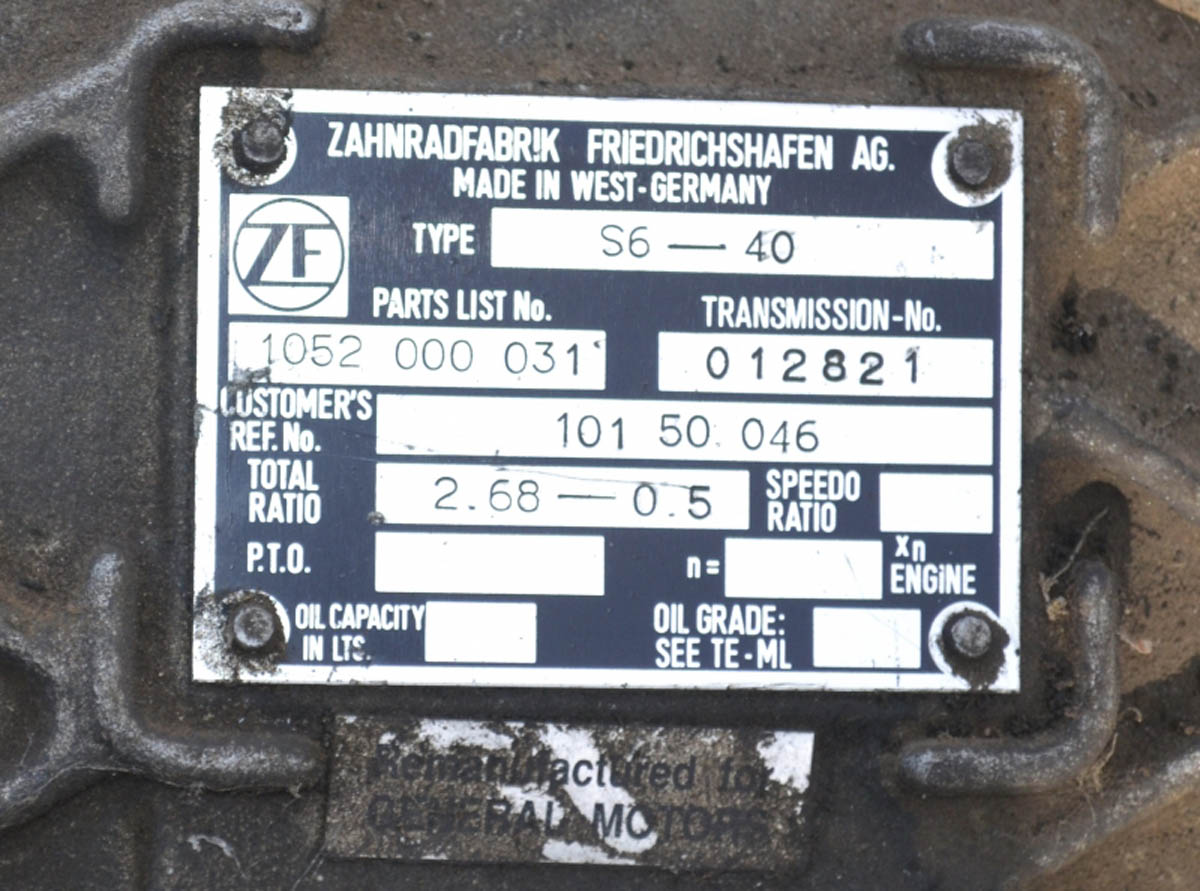 ZAHNRADFABRIK FRIEDRICHSHAFEN AG.
MADE IN WEST-GERMANY
ZF
TYPE S6 — 40
PARTS LIST No. TRANSMISSION-No.
1052 000 031 012821
CUSTOMER'S REF. No. 101 50. 046
TOTAL RATIO 2.68 — 0.5 SPEEDO RATIO
P.T.O. n= xn ENGINE
OIL CAPACITY IN LTS. OIL GRADE: SEE TE-ML
Remanufactured for
GENERAL MOTORS